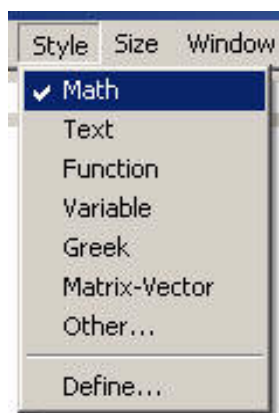 Style Size Window
Math
Text
Function
Variable
Greek
Matrix-Vector
Other...
Define...